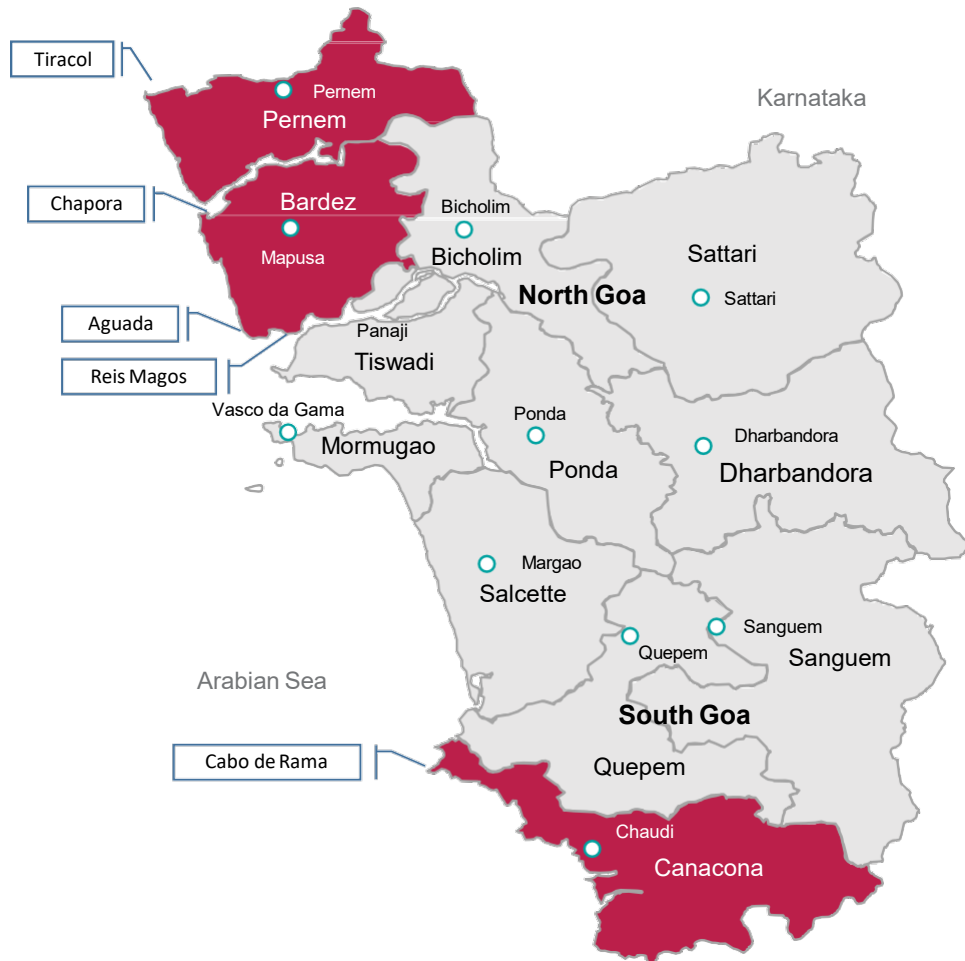 Tiracol
Pernem
Pernem
Karnataka
Chapora
Bardez
Bicholim
Mapusa
Bicholim
Sattari
North Goa
Sattari
Aguada
Panaji
Tiswadi
Reis Magos
Vasco da Gama
Mormugao
Ponda
Ponda
Dharbandora
Dharbandora
Margao
Salcette
Sanguem
Quepem
Sanguem
Arabian Sea
South Goa
Cabo de Rama
Quepem
Chaudi
Canacona